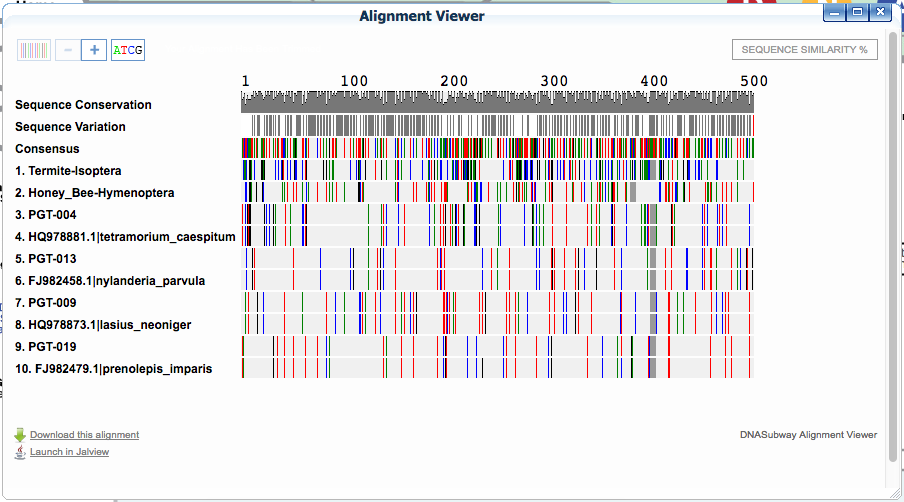 Alignment Viewer
ATCG
SEQUENCE SIMILARITY %
1 100 200 300 400 500
Sequence Conservation
Sequence Variation
Consensus
1. Termite-Isoptera
2. Honey_Bee-Hymenoptera
3. PGT-004
4. HQ978881.1|tetramorium_caespitum
5. PGT-013
6. FJ982458.1|nylanderia_parvula
7. PGT-009
8. HQ978873.1|lasius_neoniger
9. PGT-019
10. FJ982479.1|prenolepis_imparis
Download this alignment
DNASubway Alignment Viewer
Launch in Jalview